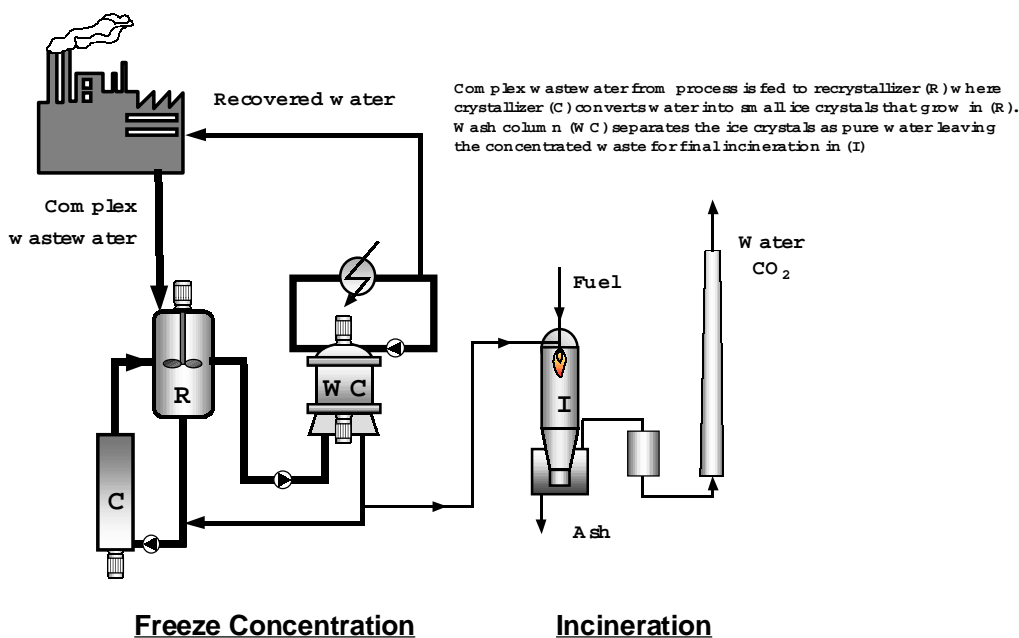 Recovered water
Complex wastewater from process is fed to recrystallizer (R) where
crystallizer (C) converts water into small ice crystals that grow in (R).
Wash column (WC) separates the ice crystals as pure water leaving
the concentrated waste for final incineration in (I)
Complex
wastewater
Water
CO2
Fuel
R
WC
I
C
Ash
Freeze Concentration
Incineration